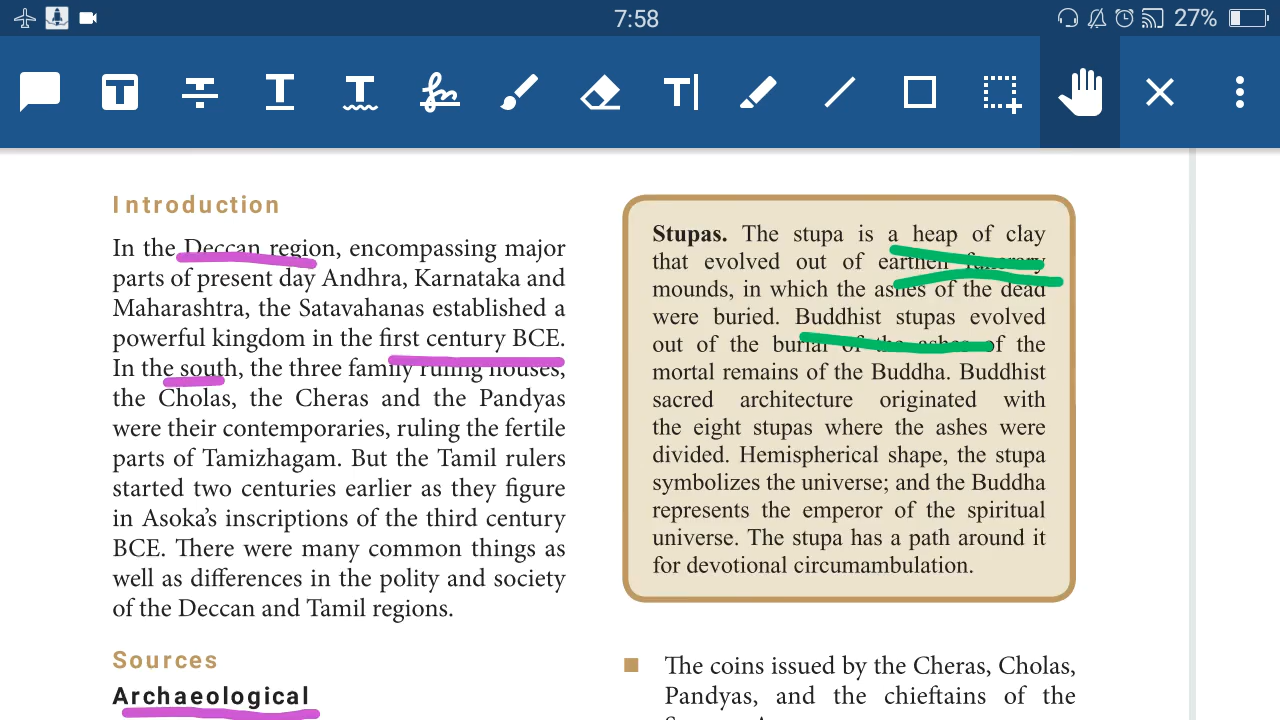 7:58
27%
Introduction
In the Deccan region, encompassing major
parts of present day Andhra, Karnataka and
Maharashtra, the Satavahanas established a
powerful kingdom in the first century BCE.
In the south, the three family ruling houses,
the Cholas, the Cheras and the Pandyas
were their contemporaries, ruling the fertile
parts of Tamizhagam. But the Tamil rulers
started two centuries earlier as they figure
in Asoka's inscriptions of the third century
BCE. There were many common things as
well as differences in the polity and society
of the Deccan and Tamil regions.
Sources
Archaeological
Stupas. The stupa is a heap of clay
that evolved out of earthen funerary
mounds, in which the ashes of the dead
were buried. Buddhist stupas evolved
out of the burial of the ashes of the
mortal remains of the Buddha. Buddhist
sacred architecture originated with
the eight stupas where the ashes were
divided. Hemispherical shape, the stupa
symbolizes the universe; and the Buddha
represents the emperor of the spiritual
universe. The stupa has a path around it
for devotional circumambulation.
The coins issued by the Cheras, Cholas,
Pandyas, and the chieftains of the